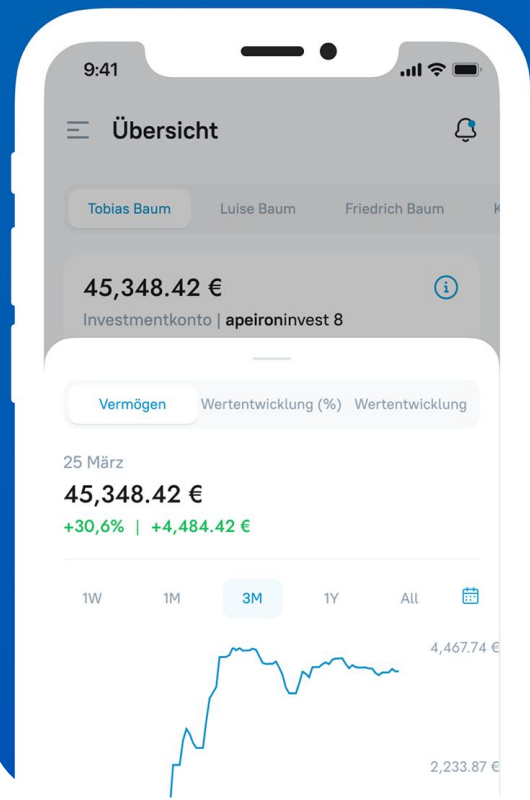 9:41
Übersicht
Tobias Baum Luise Baum Friedrich Baum K
45,348.42 €
Investmentkonto | apeironinvest 8
Vermögen Wertentwicklung (%) Wertentwicklung
25 März
45,348.42 €
+30,6% | +4,484.42 €
1W 1M 3M 1Y All
4,467.74 €
2,233.87 €